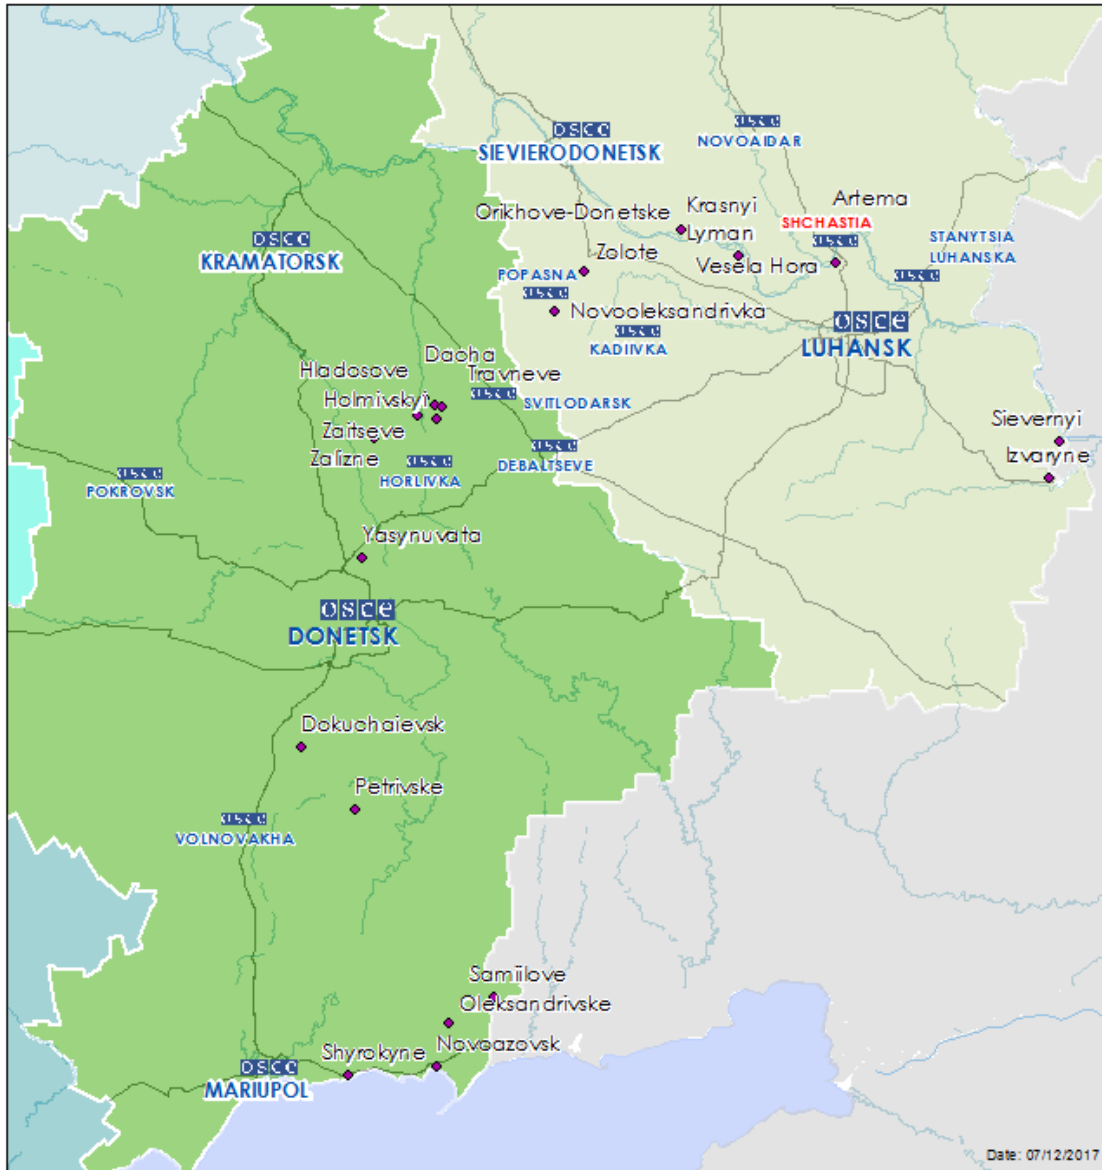 OSCE
SIEVIERODONETSK
OSCE
NOVOAIDAR
Orikhove-Donetske
Krasnyi
Lyman
Artema
SHCHASTIA
OSCE
STANYTSIA
LUHANSKA
OSCE
OSCE
KRAMATORSK
Zolote
Vesela Hora
POPASNA
OSCE
Novooleksandrivka
OSCE
KADIIVKA
OSCE
LUHANSK
Dacha
Hladosove
Travneve
OSCE
SVITLODARSK
Holmivskyi
Zaitseve
Zalizne
OSCE
HORLIVKA
OSCE
DEBALTSEVE
Sievernyi
Izvaryne
OSCE
POKROVSK
Yasynuvata
OSCE
DONETSK
Dokuchaievsk
Petrivske
OSCE
VOLNOVAKHA
Samiilove
Oleksandrivske
Novoazovsk
Shyrokyne
OSCE
MARIUPOL
Date: 07/12/2017